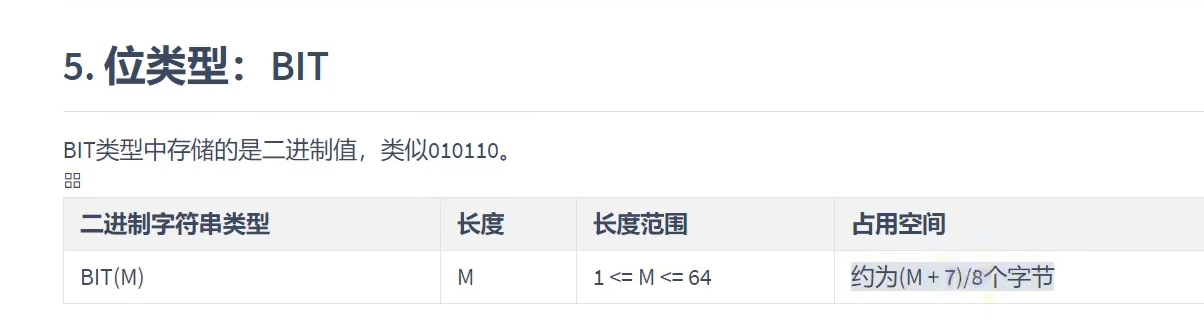 5. 位类型：BIT
BIT类型中存储的是二进制值，类似010110。
二进制字符串类型 长度 长度范围 占用空间
BIT(M) M 1 <= M <= 64 约为(M + 7)/8个字节